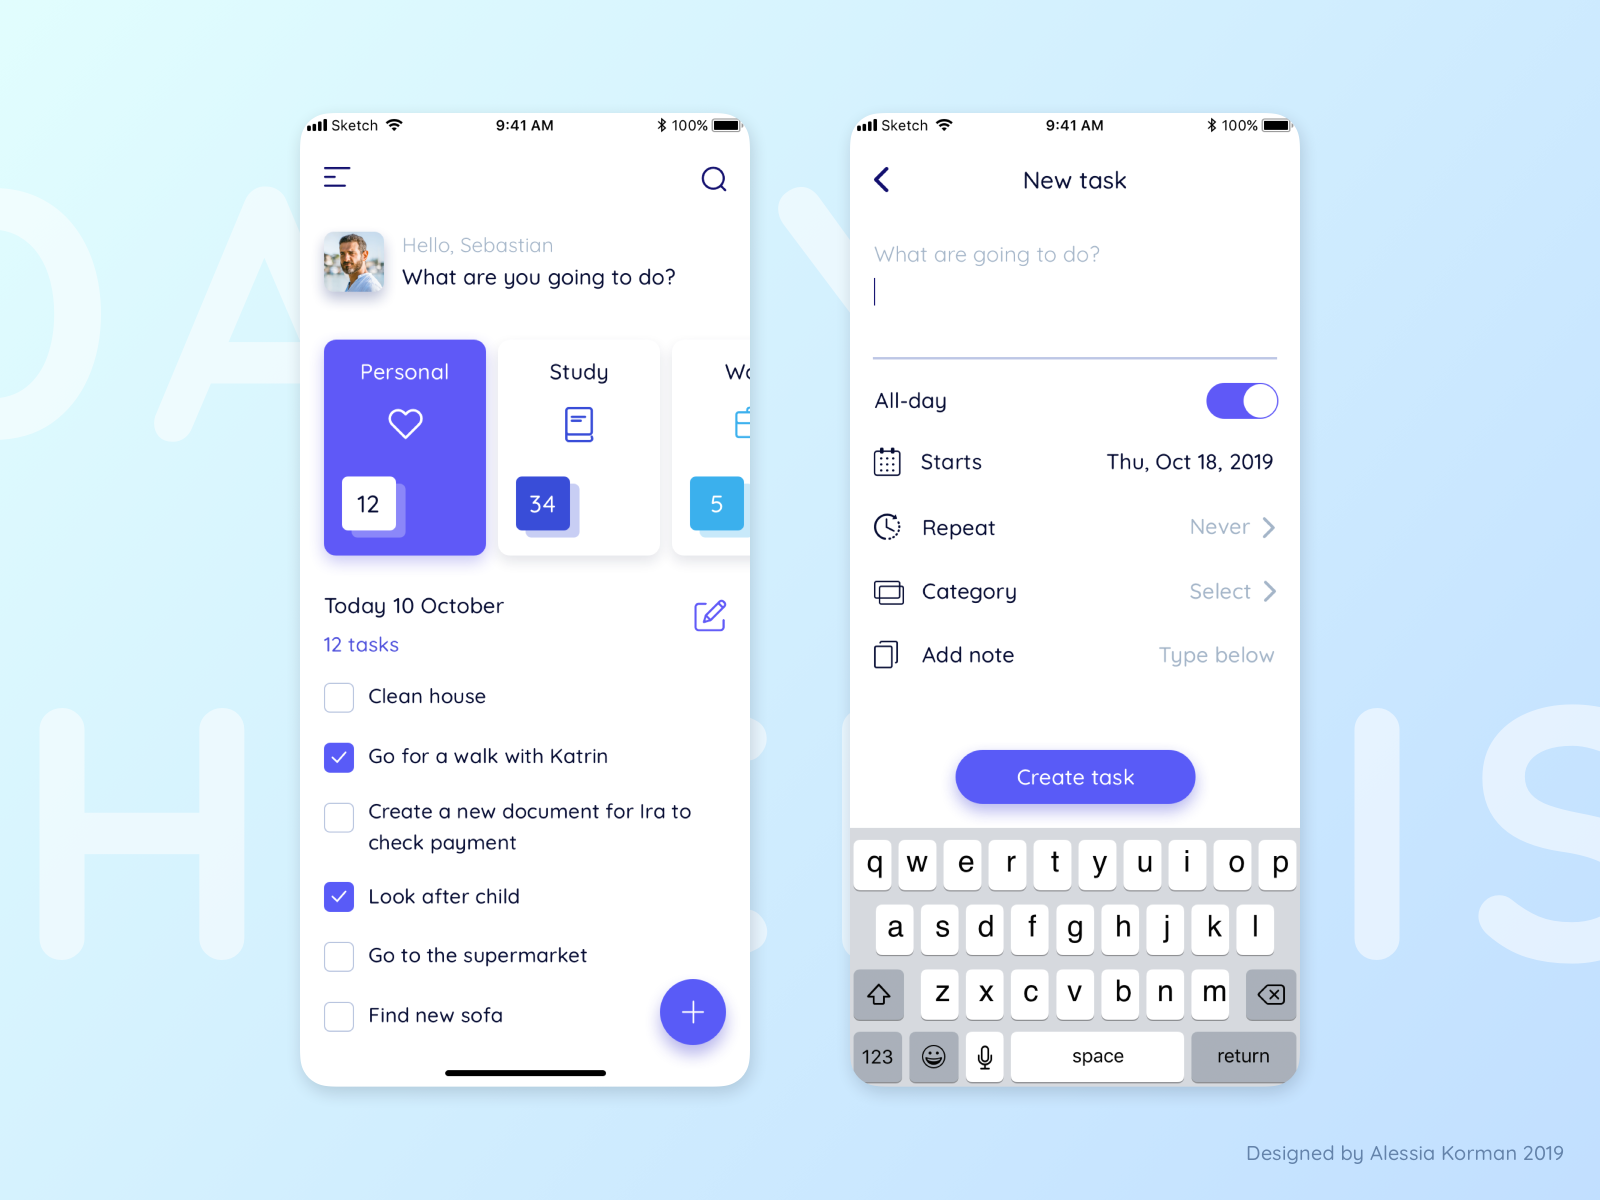 Sketch 9:41 AM 100%
Hello, Sebastian
What are you going to do?
Personal
Study
12
34
5
Today 10 October
12 tasks
Clean house
Go for a walk with Katrin
Create a new document for Ira to
check payment
Look after child
Go to the supermarket
Find new sofa
Sketch 9:41 AM 100%
New task
What are going to do?
All-day
Starts Thu, Oct 18, 2019
Repeat Never
Category Select
Add note Type below
Create task
q w e r t y u i o p
a s d f g h j k l
z x c v b n m
123 space return
Designed by Alessia Korman 2019